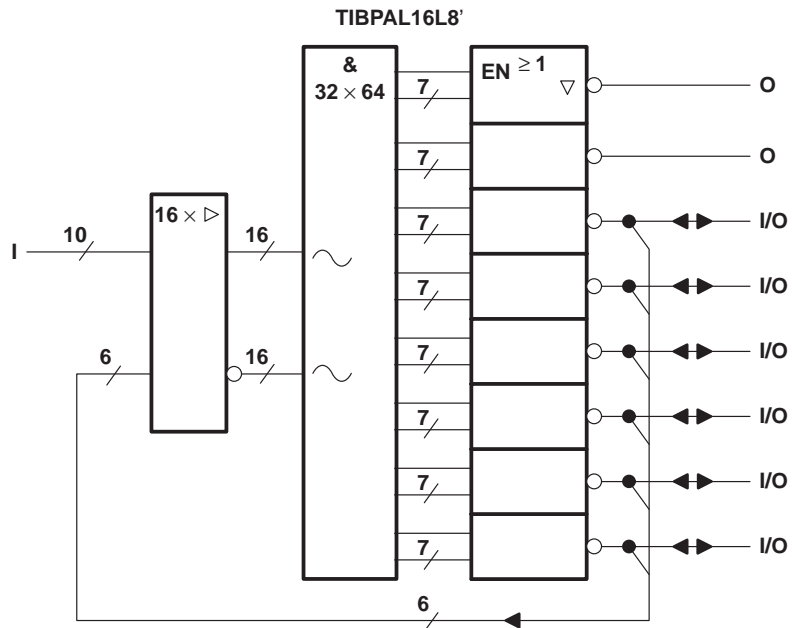 TIBPAL16L8’
&
32 × 64
EN ≥ 1
▽
7
O
7
O
16 × ▷
7
I/O
I
10
16
7
I/O
6
16
7
I/O
7
I/O
7
I/O
7
I/O
6